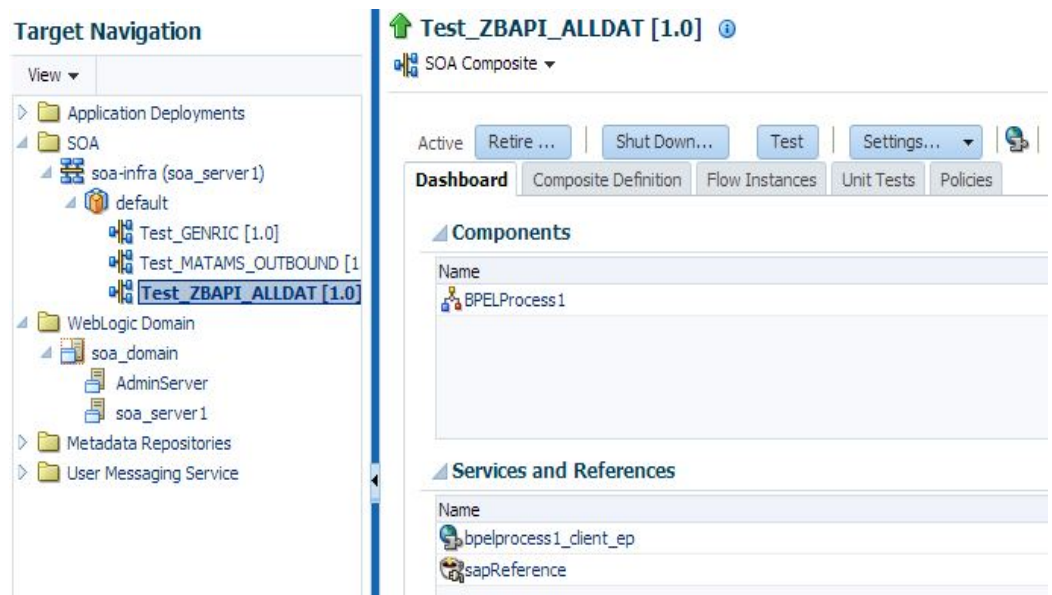 Target Navigation
View
Application Deployments
SOA
soa-infra (soa_server1)
default
Test_GENRIC [1.0]
Test_MATAMS_OUTBOUND [1
Test_ZBAPI_ALLDAT [1.0]
WebLogic Domain
soa_domain
AdminServer
soa_server1
Metadata Repositories
User Messaging Service
Test_ZBAPI_ALLDAT [1.0]
SOA Composite
Active Retire ... Shut Down... Test Settings...
Dashboard Composite Definition Flow Instances Unit Tests Policies
Components
Name
BPELProcess1
Services and References
Name
bpelprocess1_client_ep
sapReference